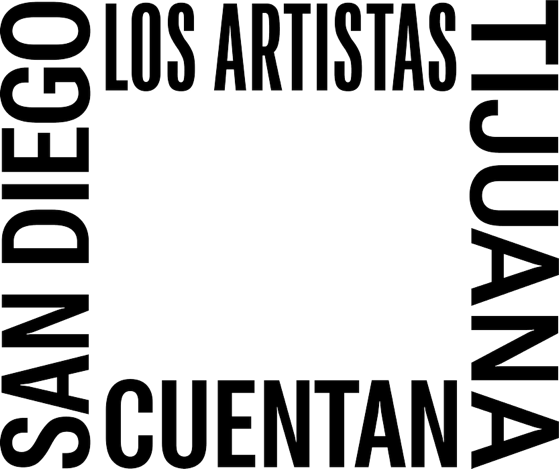 SAN DIEGO
LOS ARTISTAS
TIJUANA
CUENTAN